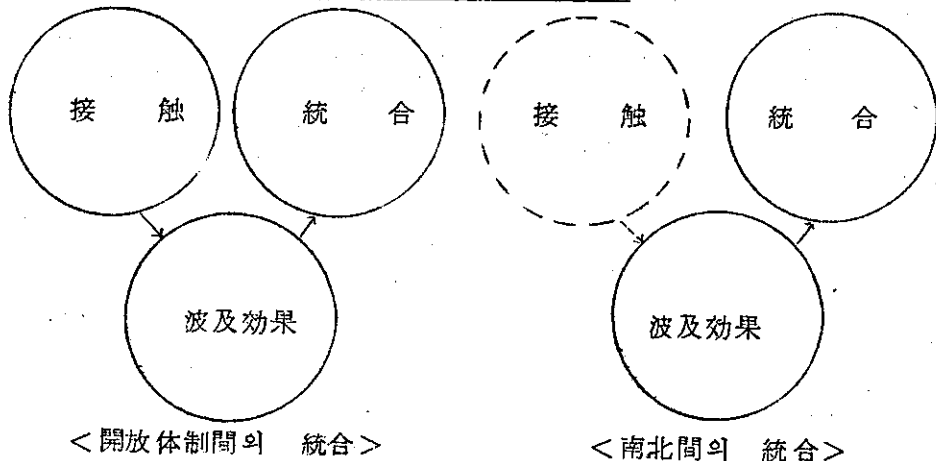 接 触 統 合
波及効果
<開放体制間의 統合>
接 触 統 合
波及効果
<南北間의 統合>